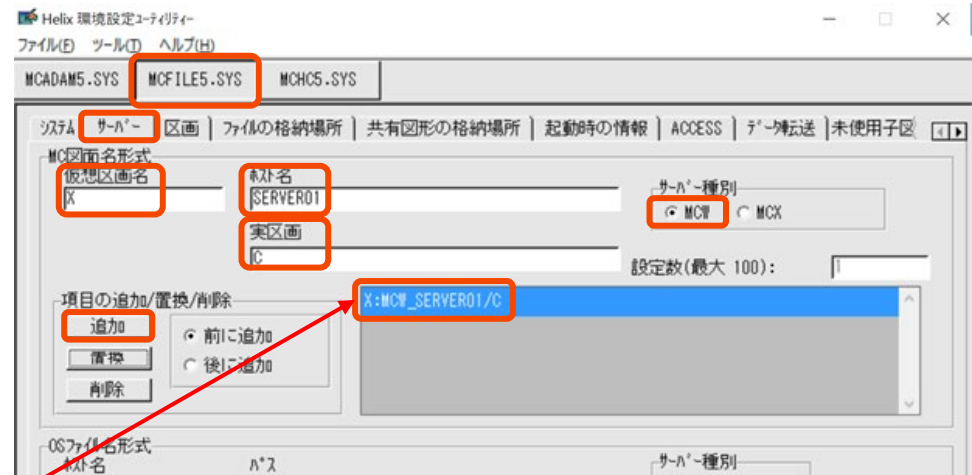 Helix 環境設定ユーティリティー
ファイル(F) ツール(T) ヘルプ(H)
MCADAM5.SYS MCFILE5.SYS MCHC5.SYS
システム サーバー 区画 ファイルの格納場所 共有図形の格納場所 起動時の情報 ACCESS データ転送 未使用子図
MC図面名形式
仮想区画名 ホスト名 サーバー種別
X SERVER01 MCW MCX
実区画
C 設定数(最大 100): 1
項目の追加/置換/削除 X:MCW_SERVER01/C
追加 前に追加
置換 後に追加
削除
OSファイル名形式
ホスト名 パス サーバー種別